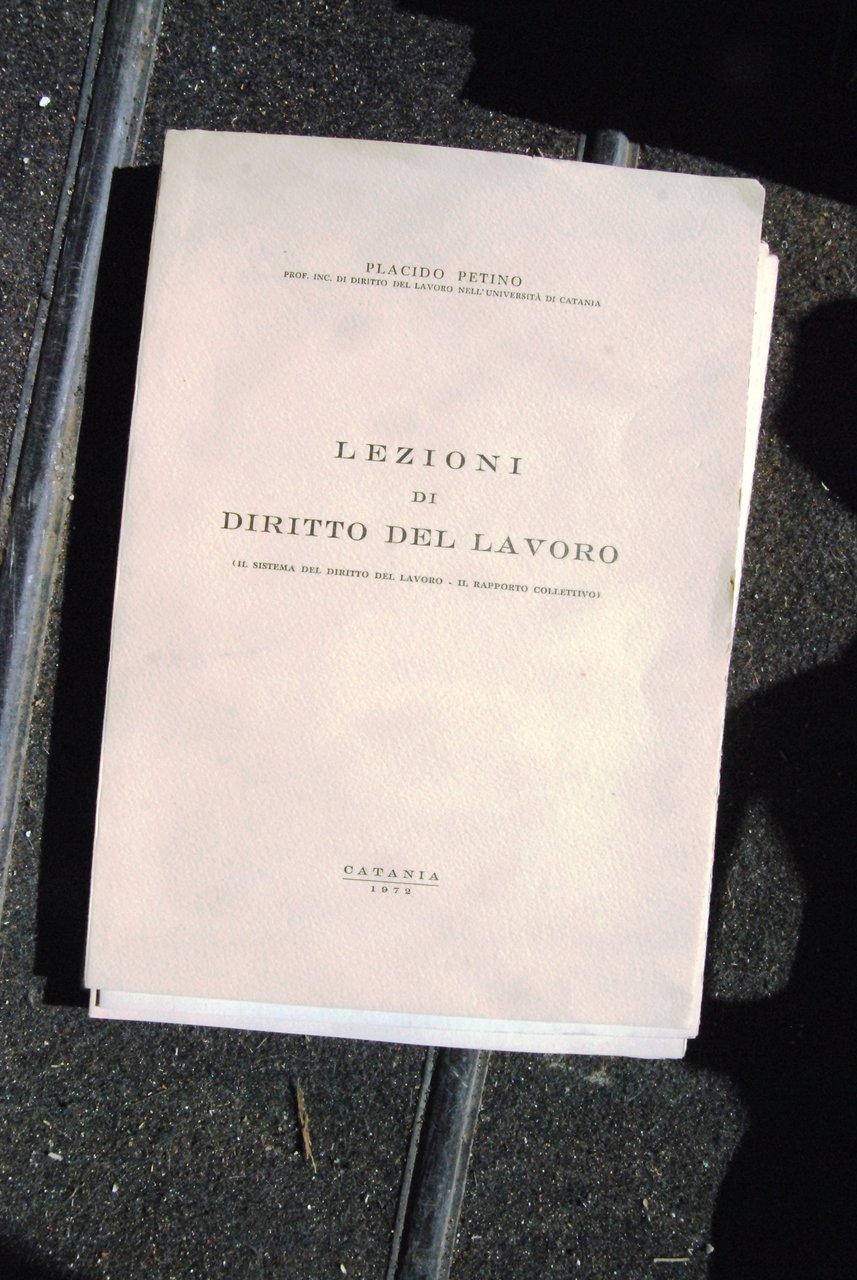 PLACIDO PETINO
PROF. INC. DI DIRITTO DEL LAVORO NELL'UNIVERSITÀ DI CATANIA
LEZIONI
DI
DIRITTO DEL LAVORO
(IL SISTEMA DEL DIRITTO DEL LAVORO - IL RAPPORTO COLLETTIVO)
CATANIA
1972